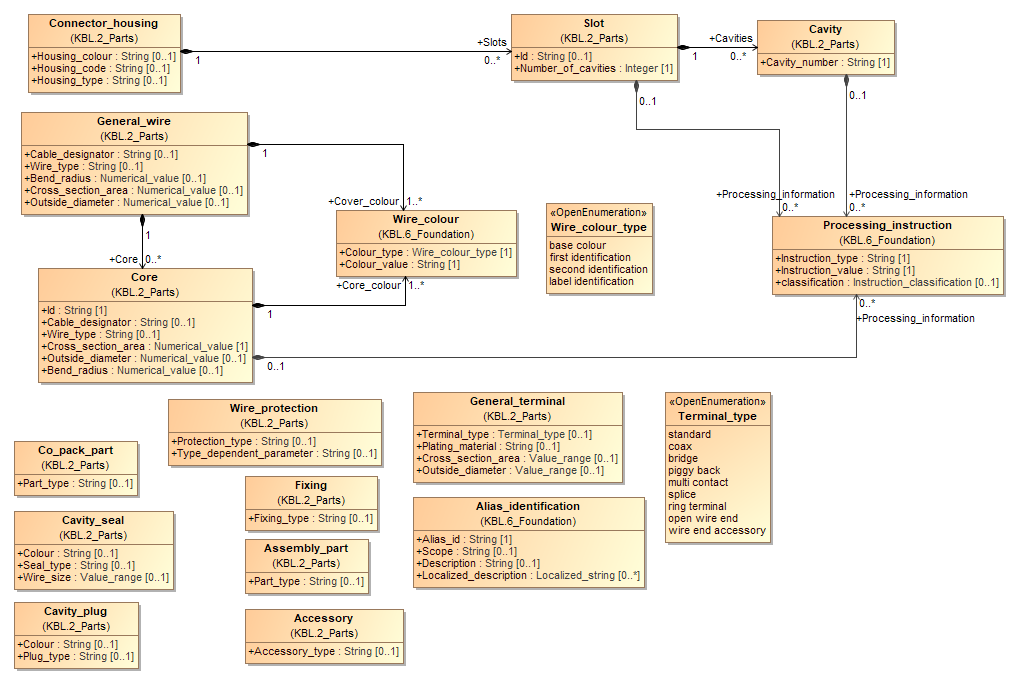 Connector_housing
(KBL.2_Parts)
+Housing_colour : String [0..1]
+Housing_code : String [0..1]
+Housing_type : String [0..1]
1
+Slots
0..*
Slot
(KBL.2_Parts)
+Id : String [0..1]
+Number_of_cavities : Integer [1]
1
+Cavities
0..*
Cavity
(KBL.2_Parts)
+Cavity_number : String [1]
0..1
0..1
General_wire
(KBL.2_Parts)
+Cable_designator : String [0..1]
+Wire_type : String [0..1]
+Bend_radius : Numerical_value [0..1]
+Cross_section_area : Numerical_value [0..1]
+Outside_diameter : Numerical_value [0..1]
1
1
+Cover_colour
1..*
+Core
0..*
Wire_colour
(KBL.6_Foundation)
+Colour_type : Wire_colour_type [1]
+Colour_value : String [1]
+Core_colour
1..*
«OpenEnumeration»
Wire_colour_type
base colour
first identification
second identification
label identification
+Processing_information
0..*
+Processing_information
0..*
Processing_instruction
(KBL.6_Foundation)
+Instruction_type : String [1]
+Instruction_value : String [1]
+classification : Instruction_classification [0..1]
0..*
+Processing_information
Core
(KBL.2_Parts)
+Id : String [1]
+Cable_designator : String [0..1]
+Wire_type : String [0..1]
+Cross_section_area : Numerical_value [1]
+Outside_diameter : Numerical_value [0..1]
+Bend_radius : Numerical_value [0..1]
1
0..1
Wire_protection
(KBL.2_Parts)
+Protection_type : String [0..1]
+Type_dependent_parameter : String [0..1]
General_terminal
(KBL.2_Parts)
+Terminal_type : Terminal_type [0..1]
+Plating_material : String [0..1]
+Cross_section_area : Value_range [0..1]
+Outside_diameter : Value_range [0..1]
«OpenEnumeration»
Terminal_type
standard
coax
bridge
piggy back
multi contact
splice
ring terminal
open wire end
wire end accessory
Co_pack_part
(KBL.2_Parts)
+Part_type : String [0..1]
Fixing
(KBL.2_Parts)
+Fixing_type : String [0..1]
Alias_identification
(KBL.6_Foundation)
+Alias_id : String [1]
+Scope : String [0..1]
+Description : String [0..1]
+Localized_description : Localized_string [0..*]
Cavity_seal
(KBL.2_Parts)
+Colour : String [0..1]
+Seal_type : String [0..1]
+Wire_size : Value_range [0..1]
Assembly_part
(KBL.2_Parts)
+Part_type : String [0..1]
Cavity_plug
(KBL.2_Parts)
+Colour : String [0..1]
+Plug_type : String [0..1]
Accessory
(KBL.2_Parts)
+Accessory_type : String [0..1]